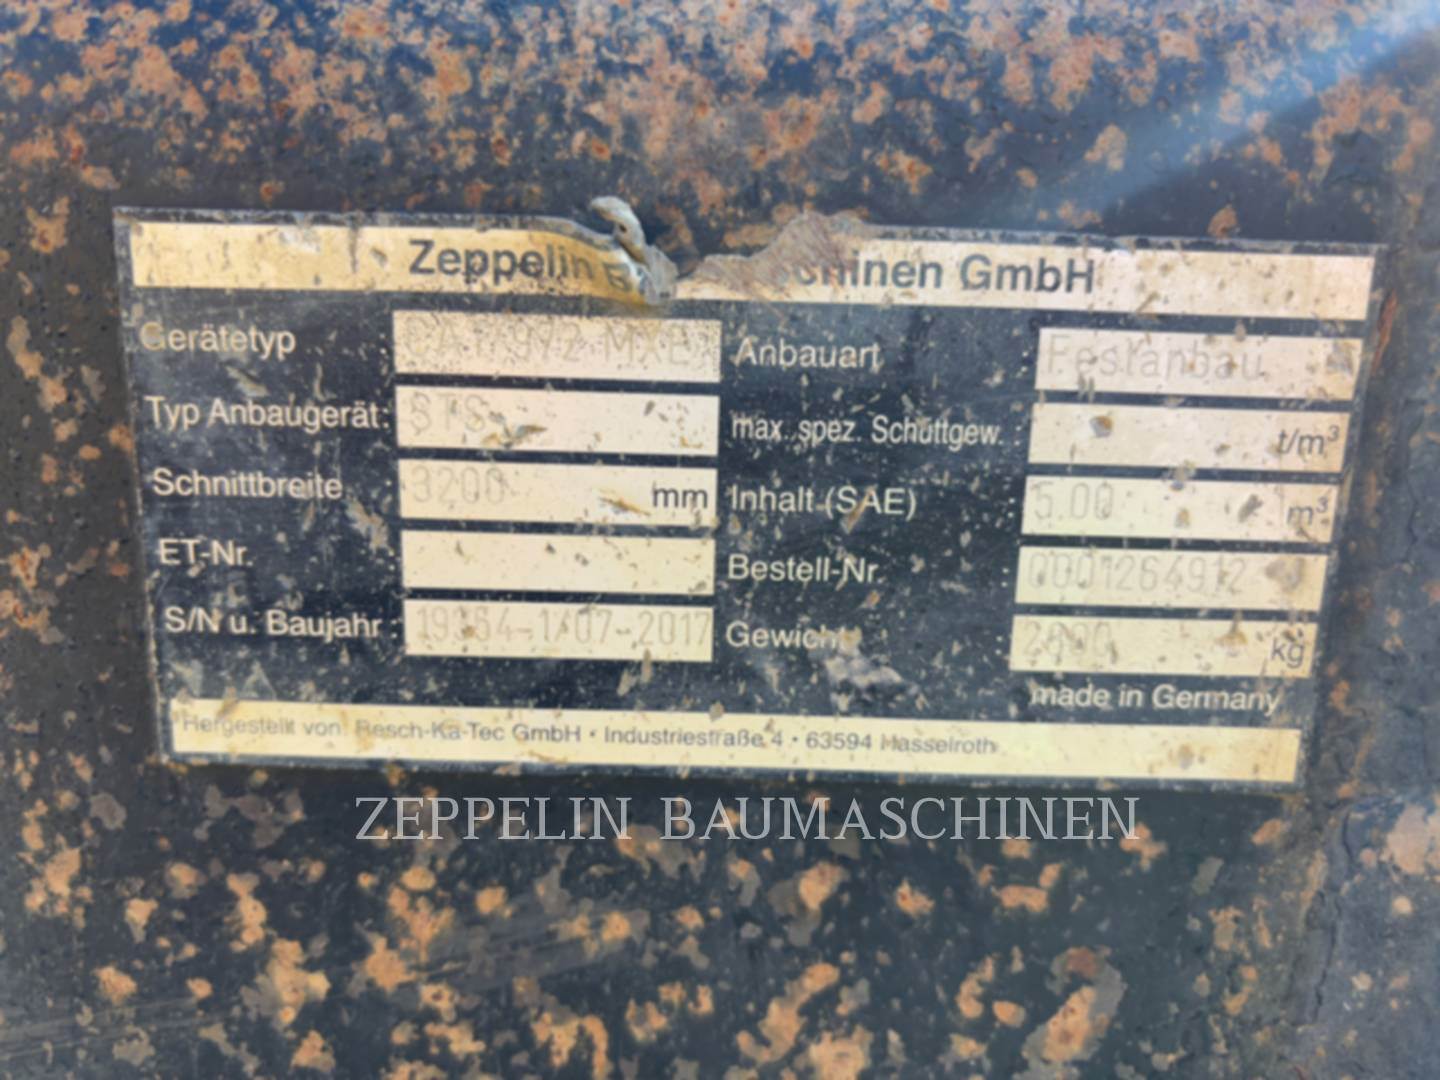 Zeppelin GmbH
Gerätetyp CAT 972 Anbauart Festanbau
Typ Anbaugerät: STS max. spez. Schüttgew. : t/m³
Schnittbreite : 3200 mm Inhalt (SAE) : 5.00 m³
ET-Nr. : Bestell-Nr. : 0001264912
S/N u. Baujahr : 19364-1/07-2017 Gewicht kg
made in Germany
Hergestellt von: Resch-Ka-Tec GmbH • Industriestraße 4 • 63594 Hasselroth
ZEPPELIN BAUMASCHINEN